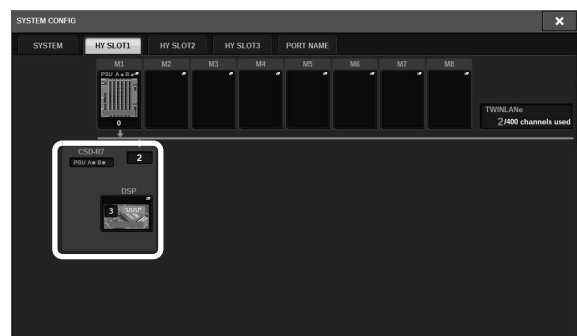 SYSTEM CONFIG
SYSTEM HY SLOT1 HY SLOT2 HY SLOT3 PORT NAME
M1 M2 M3 M4 M5 M6 M7 M8
PSU A B
0
TWINLANe
2/400 channels used
CSD-R7
PSU A B
2
DSP
3